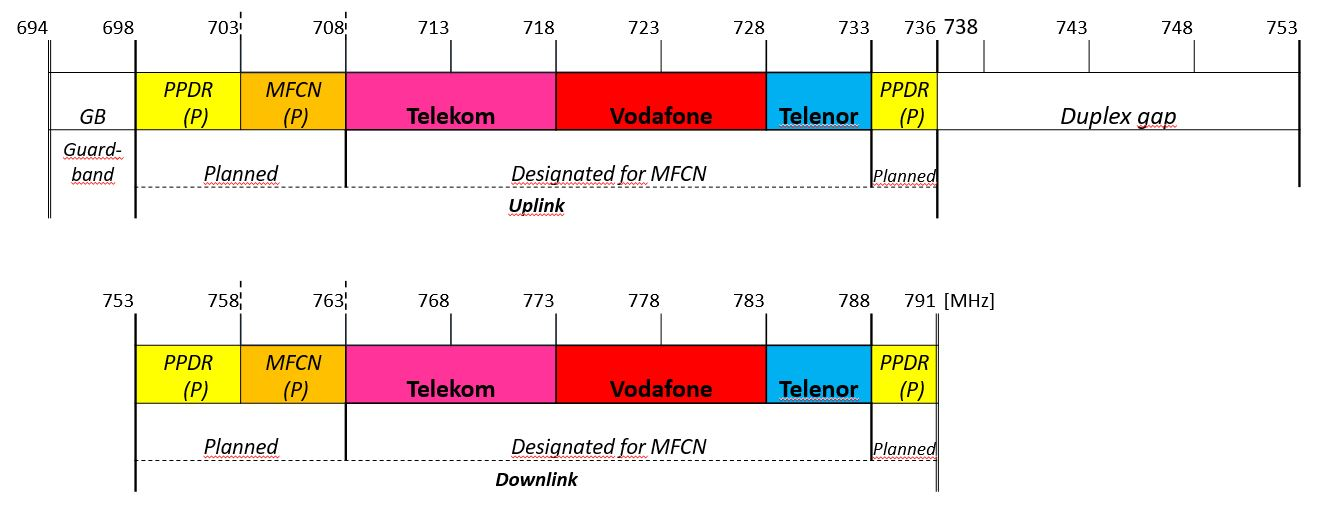 694 698 703 708 713 718 723 728 733 736 738 743 748 753
PPDR MFCN PPDR
GB (P) (P) Telekom Vodafone Telenor (P) Duplex gap
Guard-
band Planned Designated for MFCN Planned
Uplink
753 758 763 768 773 778 783 788 791 [MHz]
PPDR MFCN PPDR
(P) (P) Telekom Vodafone Telenor (P)
Planned Designated for MFCN Planned
Downlink